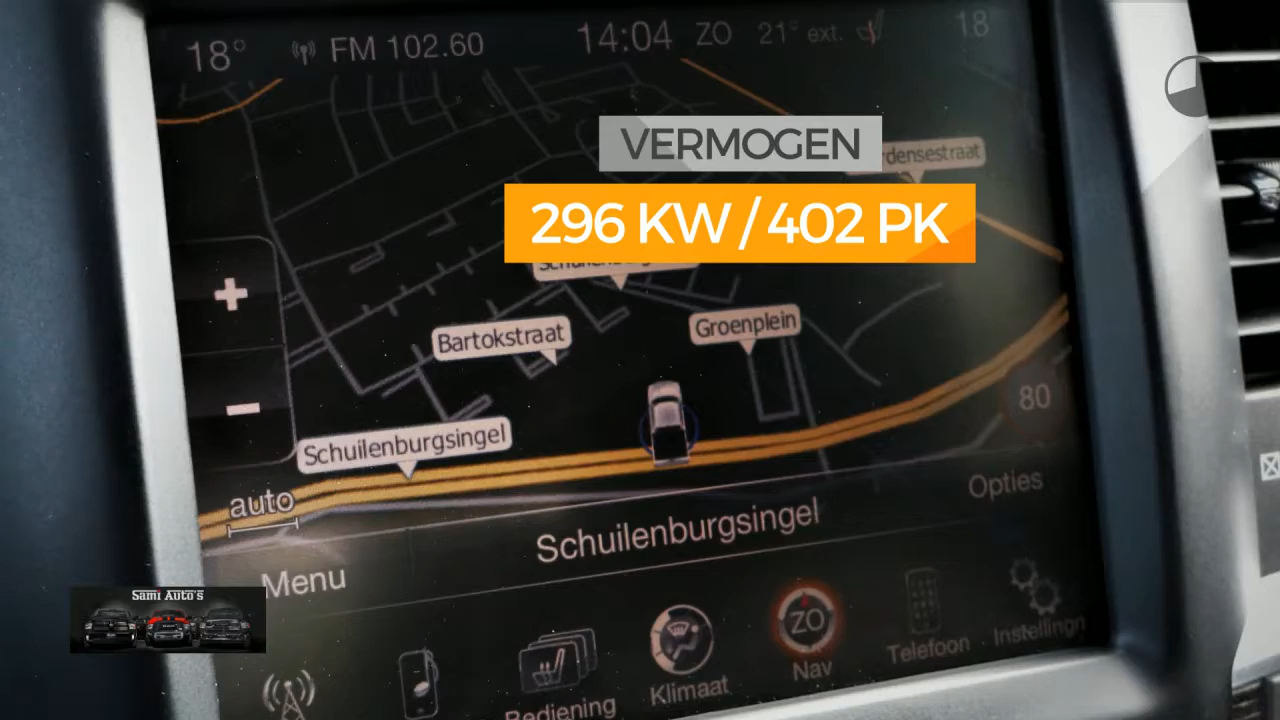 18° FM 102.60 14:04 ZO 21° ext. 18
VERMOGEN
rdensestraat
296 KW / 402 PK
Bartokstraat
Groenplein
80
Schuilenburgsingel
auto
Opties
Schuilenburgsingel
Menu
Sami Auto's
ZO
Bediening
Klimaat
Nav
Telefoon
Instellingn